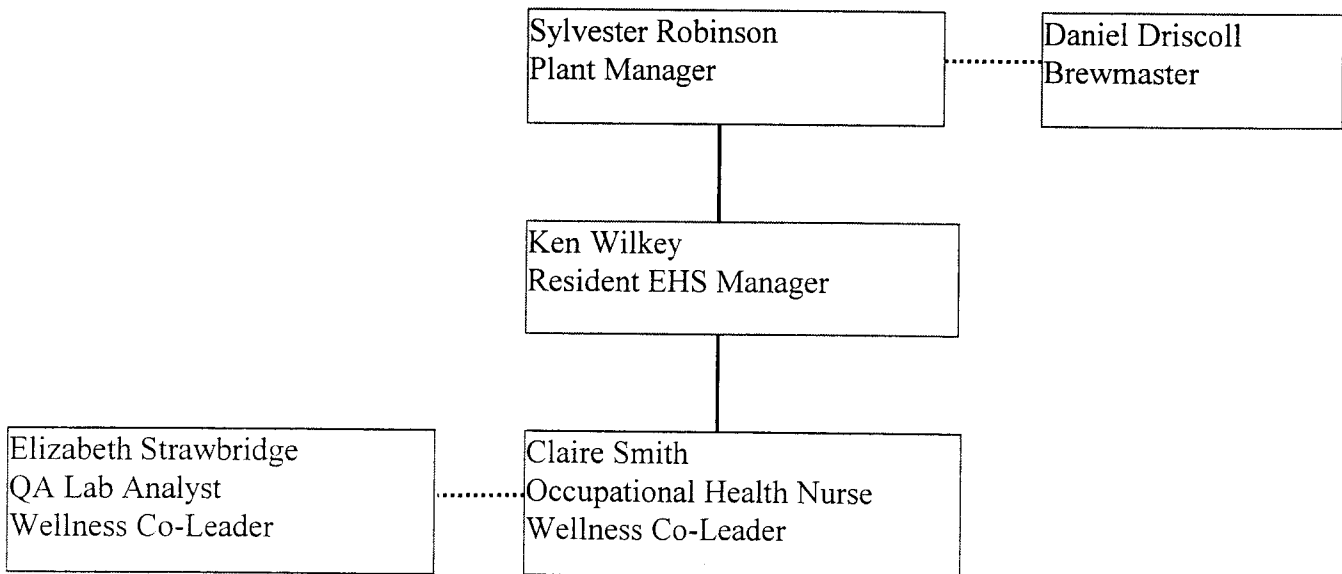 Sylvester Robinson
Plant Manager
Daniel Driscoll
Brewmaster
Ken Wilkey
Resident EHS Manager
Elizabeth Strawbridge
QA Lab Analyst
Wellness Co-Leader
Claire Smith
Occupational Health Nurse
Wellness Co-Leader